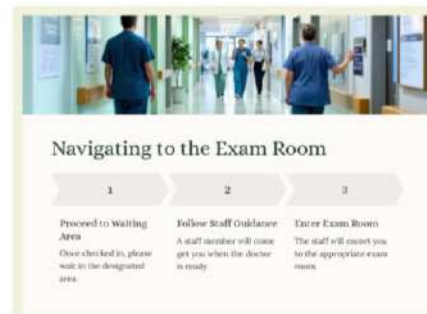 Navigating to the Exam Room
1
2
3
Proceed to Waiting
Area
Once checked in, please
wait in the designated
area.
Follow Staff Guidance
A staff member will come
get you when the doctor
is ready.
Enter Exam Room
The staff will escort you
to the appropriate exam
room.